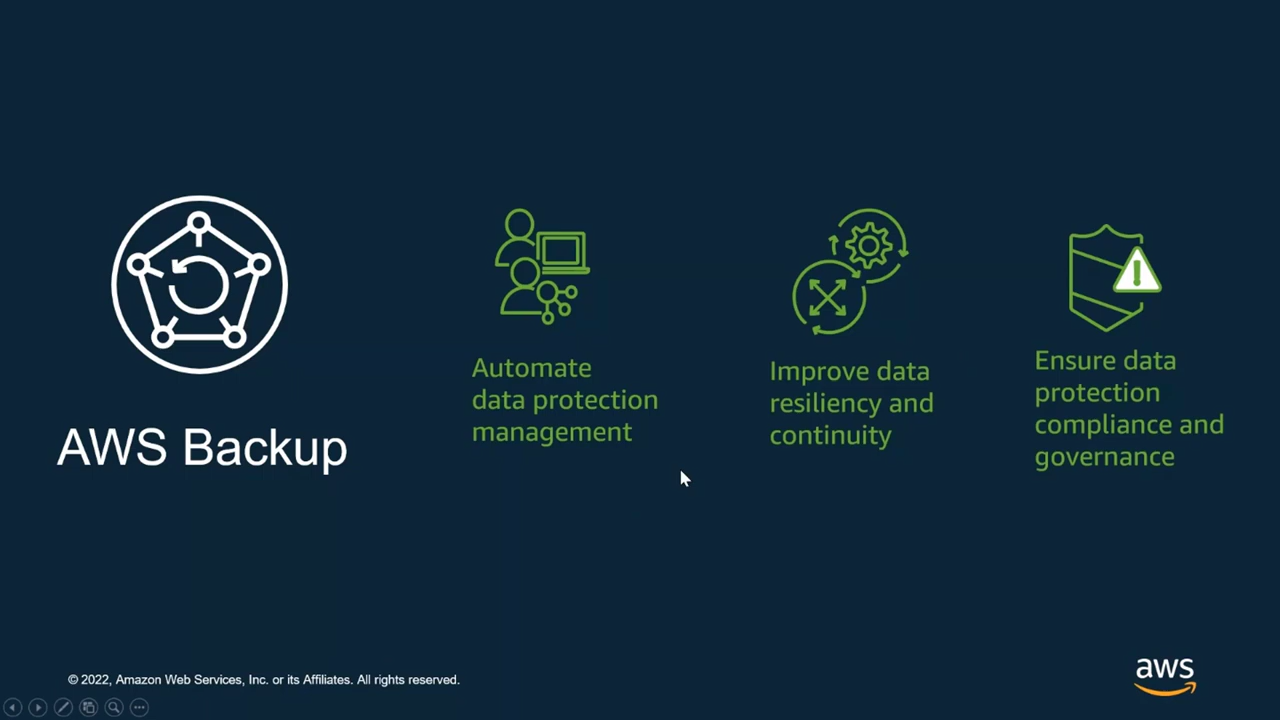 AWS Backup
Automate
data protection
management
Improve data
resiliency and
continuity
Ensure data
protection
compliance and
governance
© 2022, Amazon Web Services, Inc. or its Affiliates. All rights reserved.
aws